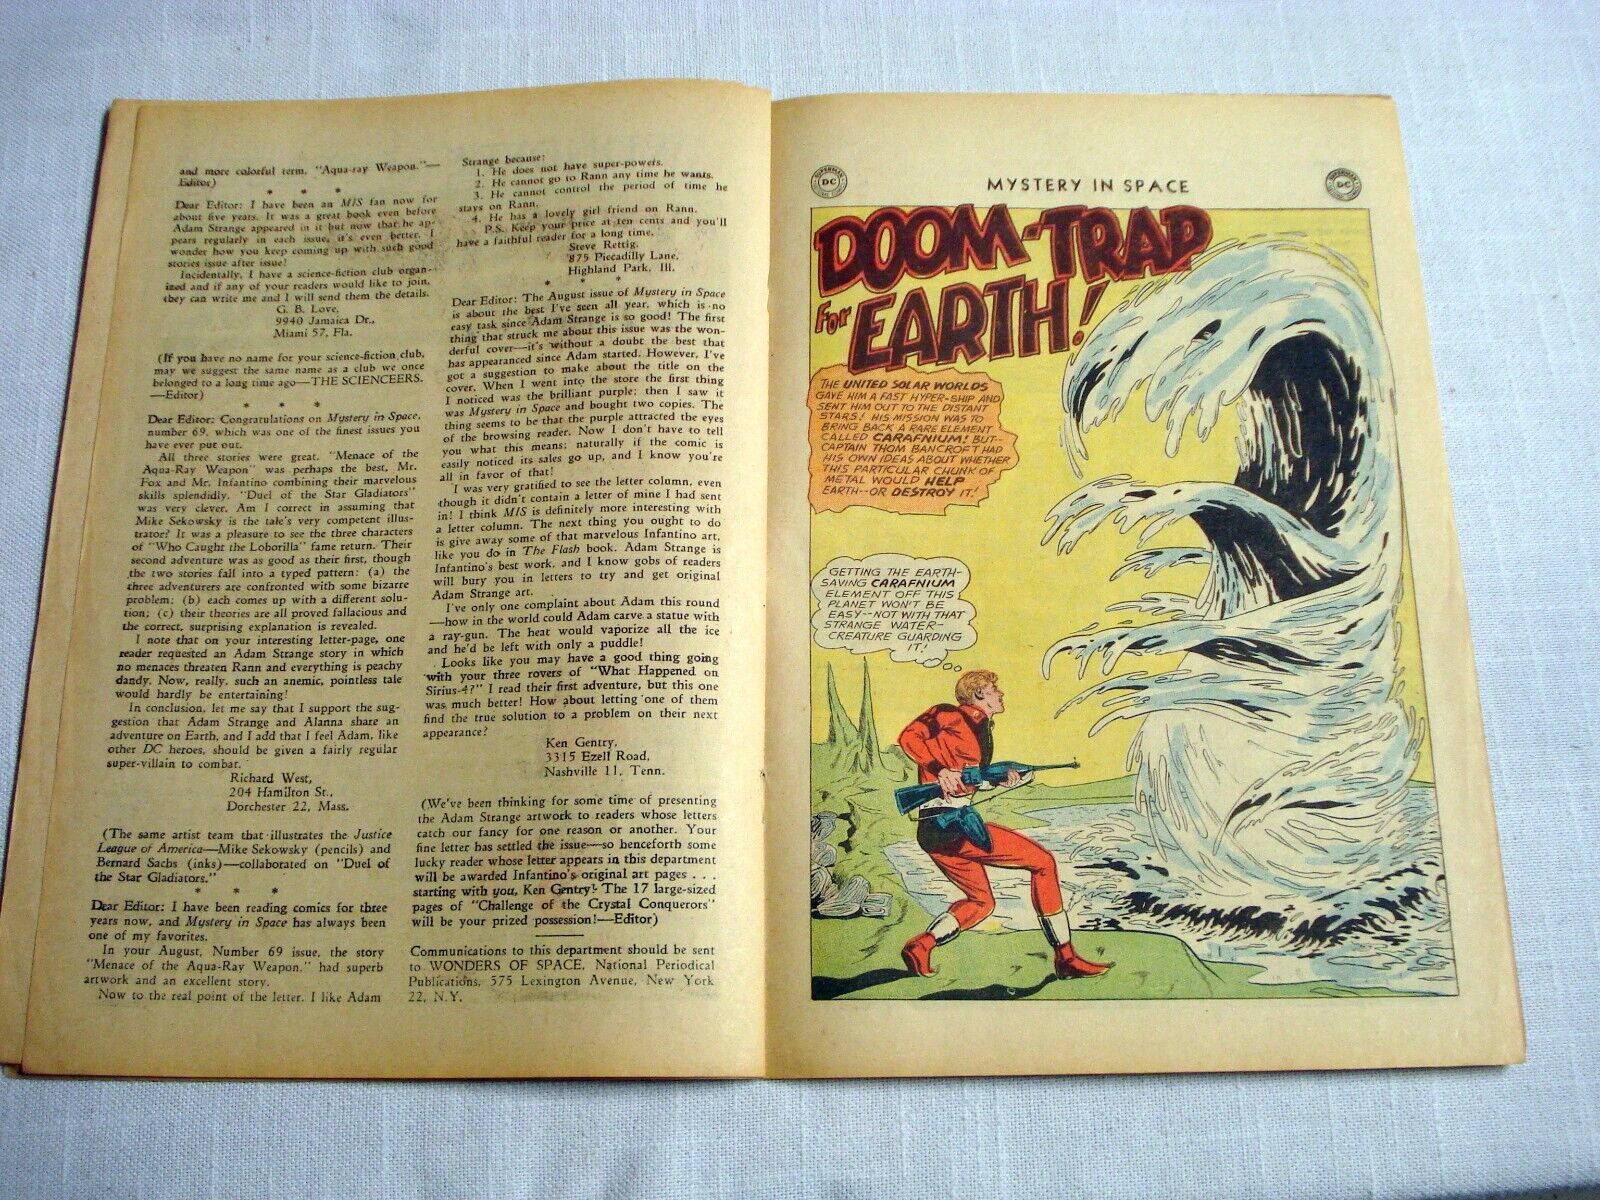 and more colorful term, "Aqua-ray Weapon."—
Editor)
* * *
Dear Editor: I have been an MIS fan now for
about five years. It was a great book even before
Adam Strange appeared in it but now that he ap-
pears regularly in each issue, it's even better. I
wonder how you keep coming up with such good
stories issue after issue!
Incidentally, I have a science-fiction club organ-
ized and if any of your readers would like to join,
they can write me and I will send them the details.
G. B. Love,
9940 Jamaica Dr.,
Miami 57, Fla.
(If you have no name for your science-fiction club,
may we suggest the same name as a club we once
belonged to a long time ago—THE SCIENCEERS.
—Editor)
* * *
Dear Editor: Congratulations on Mystery in Space,
number 69, which was one of the finest issues you
have ever put out.
All three stories were great. "Menace of the
Aqua-Ray Weapon" was perhaps the best, Mr.
Fox and Mr. Infantino combining their marvelous
skills splendidly. "Duel of the Star Gladiators"
was very clever. Am I correct in assuming that
Mike Sekowsky is the tale's very competent illus-
trator? It was a pleasure to see the three characters
of "Who Caught the Loborilla" fame return. Their
second adventure was as good as their first, though
the two stories fall into a typed pattern: (a) the
three adventurers are confronted with some bizarre
problem; (b) each comes up with a different solu-
tion; (c) their theories are all proved fallacious and
the correct, surprising explanation is revealed.
I note that on your interesting letter-page, one
reader requested an Adam Strange story in which
no menaces threaten Rann and everything is peachy
dandy. Now, really, such an anemic, pointless tale
would hardly be entertaining!
In conclusion, let me say that I support the sug-
gestion that Adam Strange and Alanna share an
adventure on Earth, and I add that I feel Adam, like
other DC heroes, should be given a fairly regular
super-villain to combat.
Richard West,
204 Hamilton St.,
Dorchester 22, Mass.
(The same artist team that illustrates the Justice
League of America—Mike Sekowsky (pencils) and
Bernard Sachs (inks)—collaborated on "Duel of
the Star Gladiators."
* * *
Dear Editor: I have been reading comics for three
years now, and Mystery in Space has always been
one of my favorites.
In your August, Number 69 issue, the story
"Menace of the Aqua-Ray Weapon." had superb
artwork and an excellent story.
Now to the real point of the letter. I like Adam
Strange because:
1. He does not have super-powers.
2. He cannot go to Rann any time he wants.
3. He cannot control the period of time he
stays on Rann.
4. He has a lovely girl friend on Rann.
P.S. Keep your price at ten cents and you'll
have a faithful reader for a long time.
Steve Rettig,
875 Piccadilly Lane,
Highland Park, Ill.
* * *
Dear Editor: The August issue of Mystery in Space
is about the best I've seen all year, which is no
easy task since Adam Strange is so good! The first
thing that struck me about this issue was the won-
derful cover—it's without a doubt the best that
has appearanced since Adam started. However, I've
got a suggestion to make about the title on the
cover. When I went into the store the first thing
I noticed was the brilliant purple; then I saw it
was Mystery in Space and bought two copies. The
thing seems to be that the purple attracted the eyes
of the browsing reader. Now I don't have to tell
you what this means; naturally if the comic is
easily noticed its sales go up, and I know you're
all in favor of that!
I was very gratified to see the letter column, even
though it didn't contain a letter of mine I had sent
in! I think MIS is definitely more interesting with
a letter column. The next thing you ought to do
is give away some of that marvelous Infantino art,
like you do in The Flash book. Adam Strange is
Infantino's best work, and I know gobs of readers
will bury you in letters to try and get original
Adam Strange art.
I've only one complaint about Adam this round
—how in the world could Adam carve a statue with
a ray-gun. The heat would vaporize all the ice
and he'd be left with only a puddle!
Looks like you may have a good thing going
with your three rovers of "What Happened on
Sirius-4?" I read their first adventure, but this one
was much better! How about letting one of them
find the true solution to a problem on their next
appearance?
Ken Gentry,
3315 Ezell Road,
Nashville 11, Tenn.
(We've been thinking for some time of presenting
the Adam Strange artwork to readers whose letters
catch our fancy for one reason or another. Your
fine letter has settled the issue—so henceforth some
lucky reader whose letter appears in this department
will be awarded Infantino's original art pages . . .
starting with you, Ken Gentry! The 17 large-sized
pages of "Challenge of the Crystal Conquerors"
will be your prized possession!—Editor)
Communications to this department should be sent
to WONDERS OF SPACE, National Periodical
Publications, 575 Lexington Avenue, New York
22, N.Y.
SUPERMAN
DC
MYSTERY IN SPACE
SUPERMAN
DC
DOOM-TRAP
For EARTH!
THE UNITED SOLAR WORLDS
GAVE HIM A FAST HYPER-SHIP AND
SENT HIM OUT TO THE DISTANT
STARS! HIS MISSION WAS TO
BRING BACK A RARE ELEMENT
CALLED CARAFNIUM! BUT--
CAPTAIN THOM BANCROFT HAD
HIS OWN IDEAS ABOUT WHETHER
THIS PARTICULAR CHUNK OF
METAL WOULD HELP
EARTH--OR DESTROY IT!
GETTING THE EARTH-
SAVING CARAFNIUM
ELEMENT OFF THIS
PLANET WON'T BE
EASY--NOT WITH THAT
STRANGE WATER-
CREATURE GUARDING
IT!